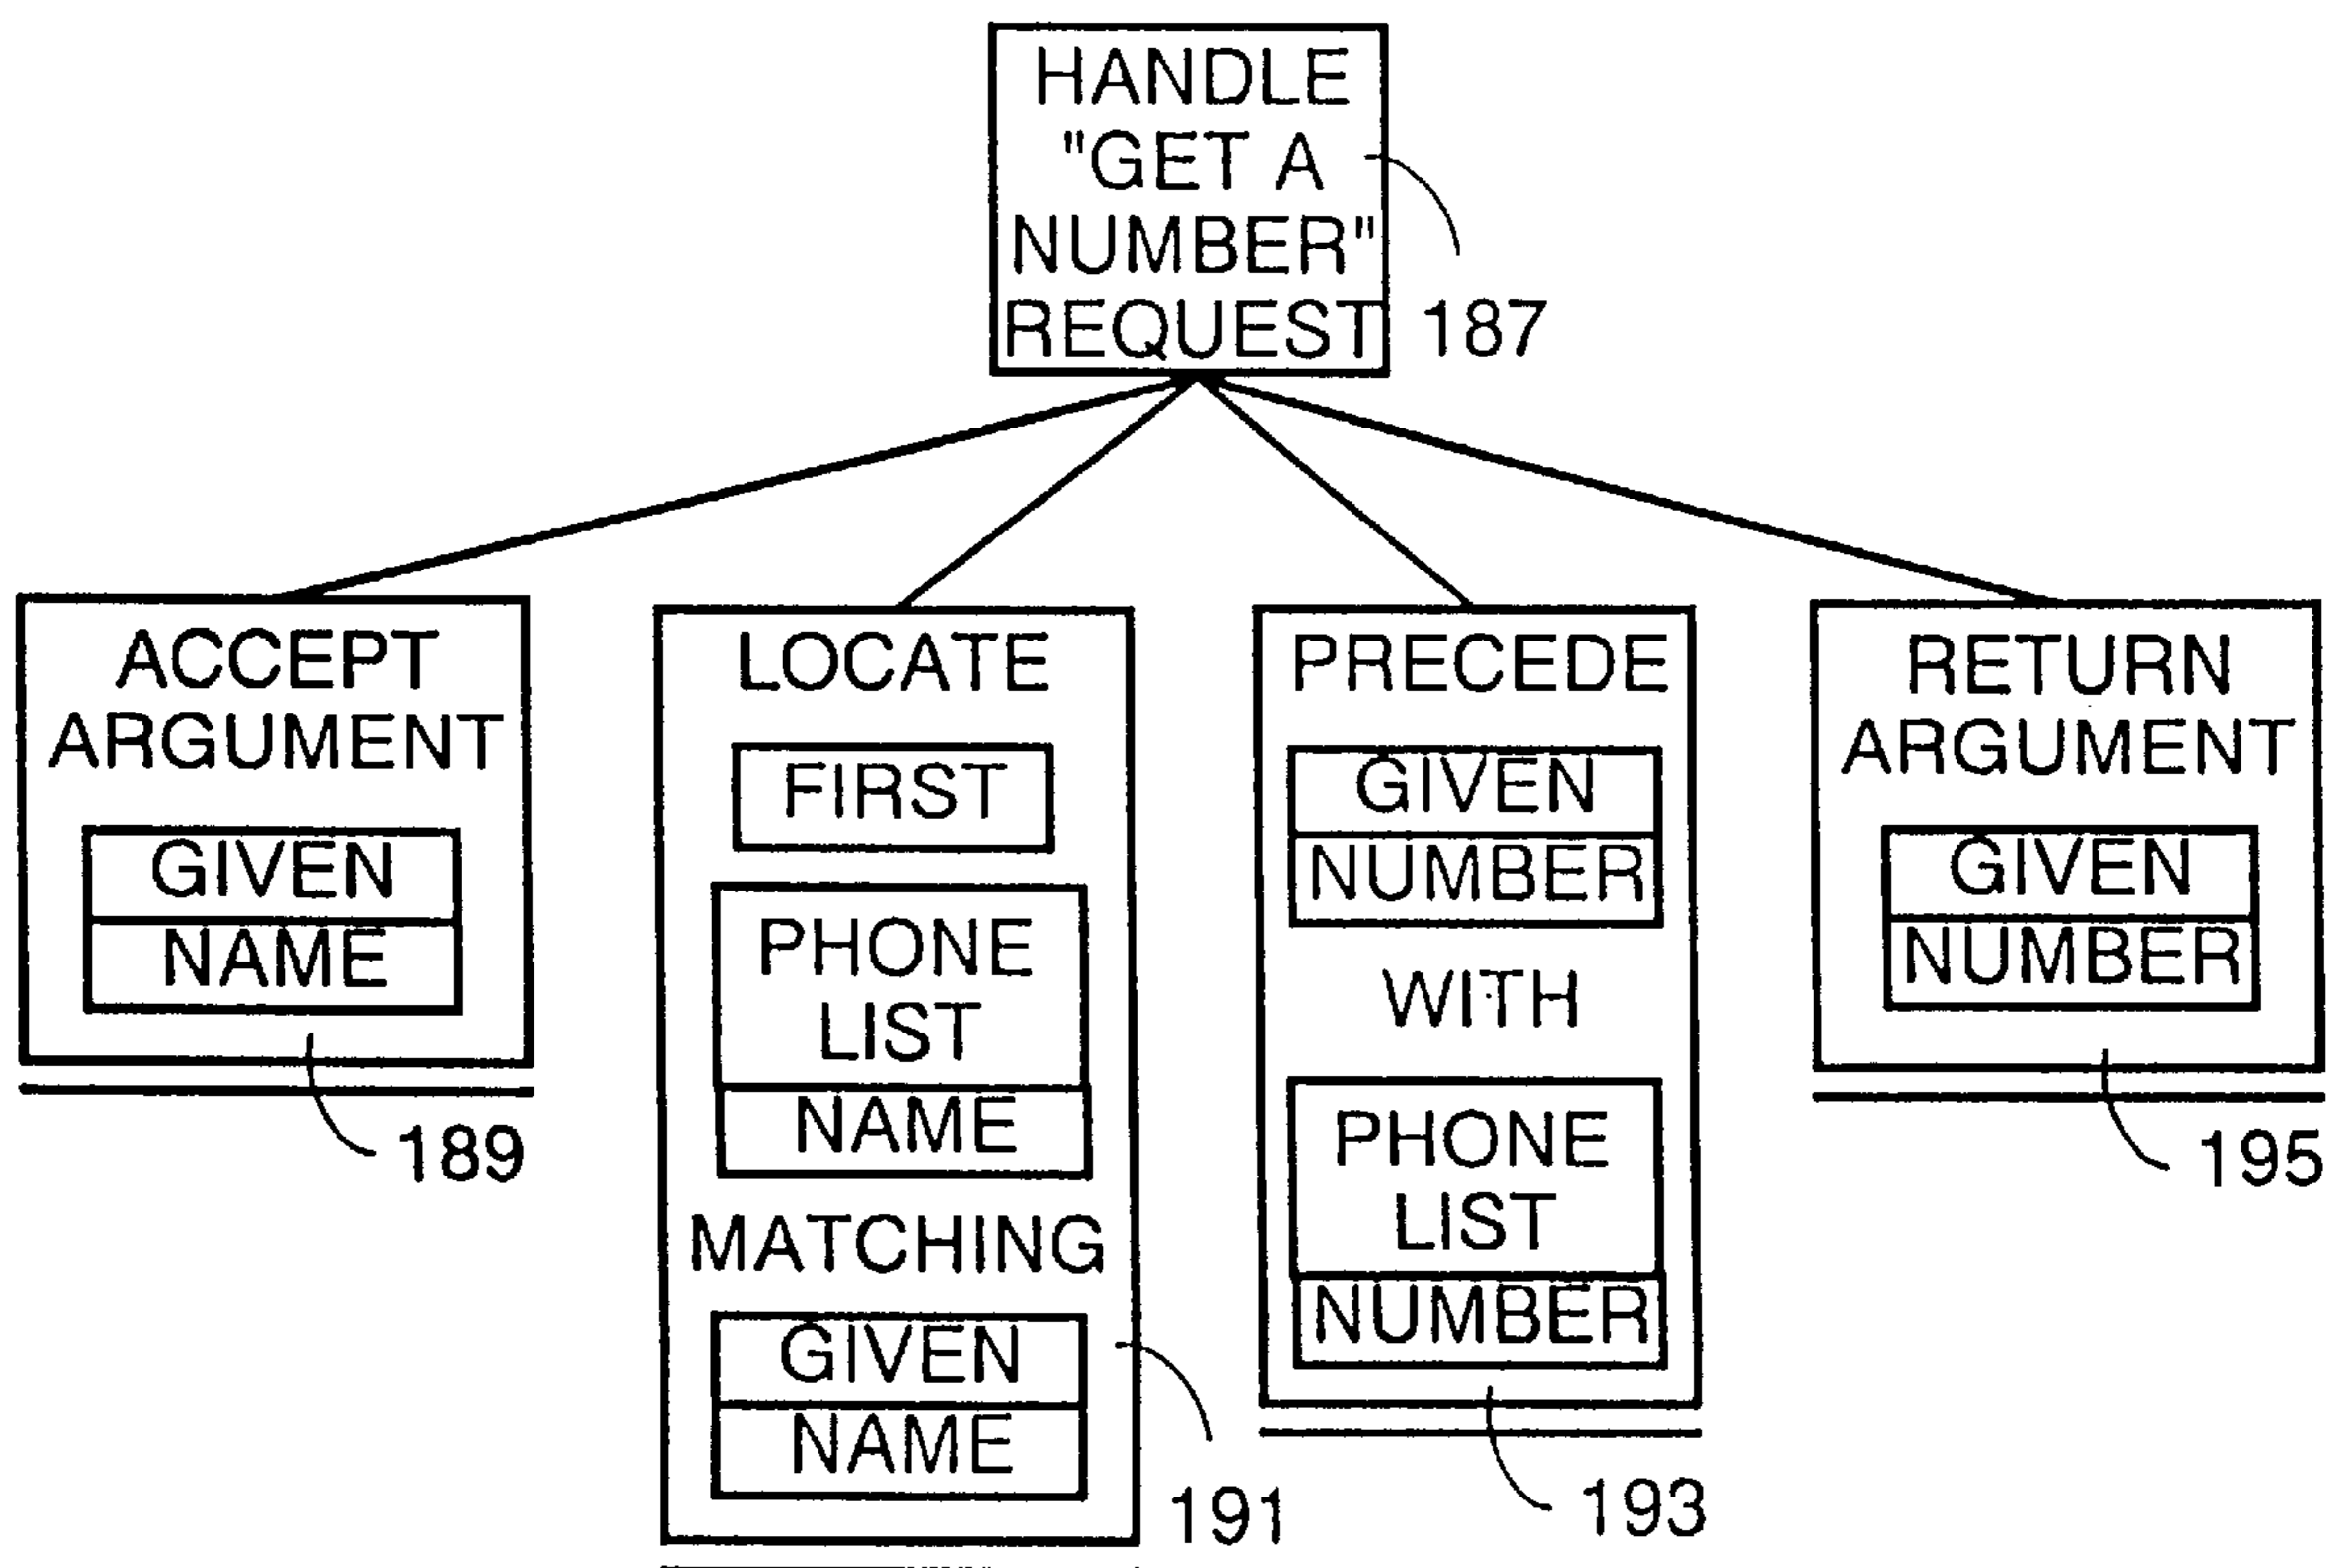 HANDLE
"GET A
NUMBER"
REQUEST
187
ACCEPT
ARGUMENT
GIVEN
NAME
189
LOCATE
FIRST
PHONE
LIST
NAME
MATCHING
GIVEN
NAME
191
PRECEDE
GIVEN
NUMBER
WITH
PHONE
LIST
NUMBER
193
RETURN
ARGUMENT
GIVEN
NUMBER
195